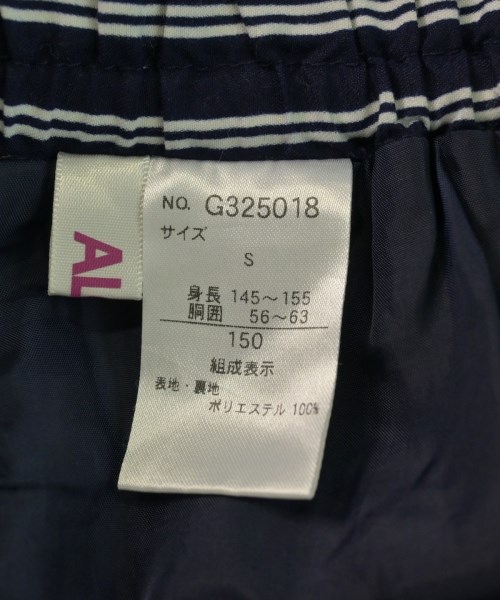 AL
NO. G325018
サイズ
S
身長 145～155
胴囲 56～63
150
組成表示
表地・裏地
ポリエステル 100%